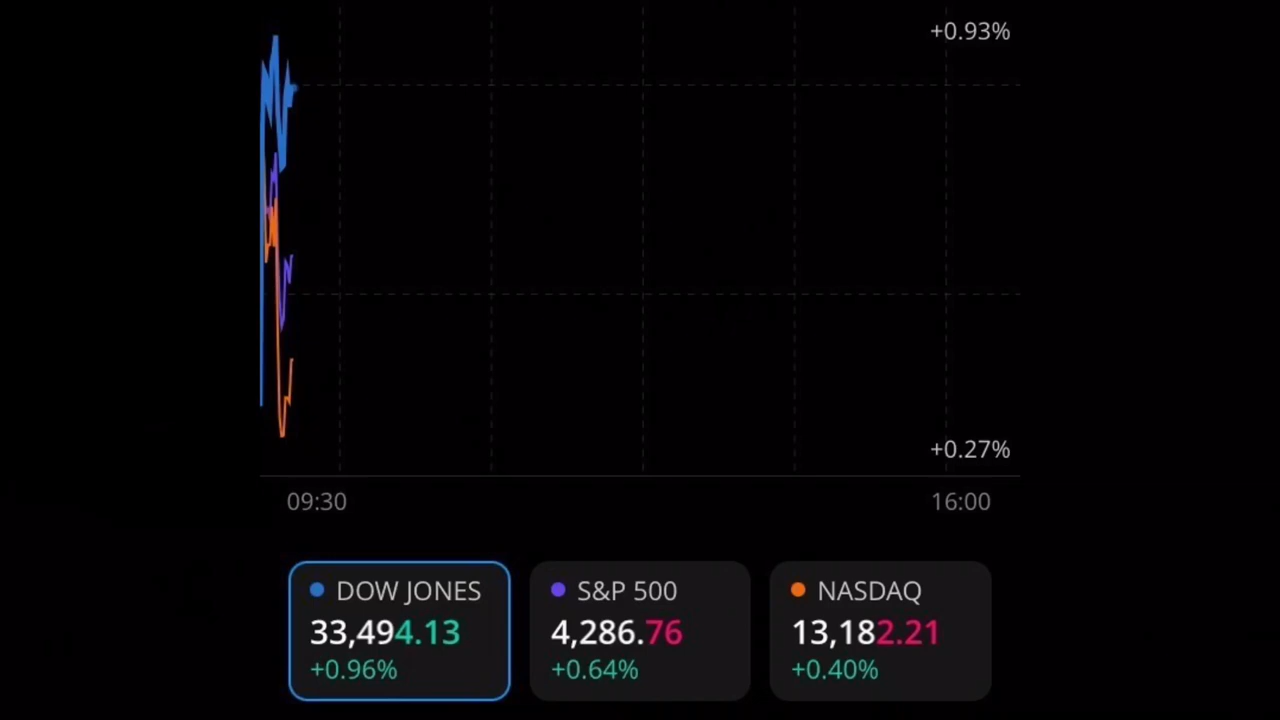 +0.93%
+0.27%
09:30 16:00
DOW JONES S&P 500 NASDAQ
33,494.13 4,286.76 13,182.21
+0.96% +0.64% +0.40%